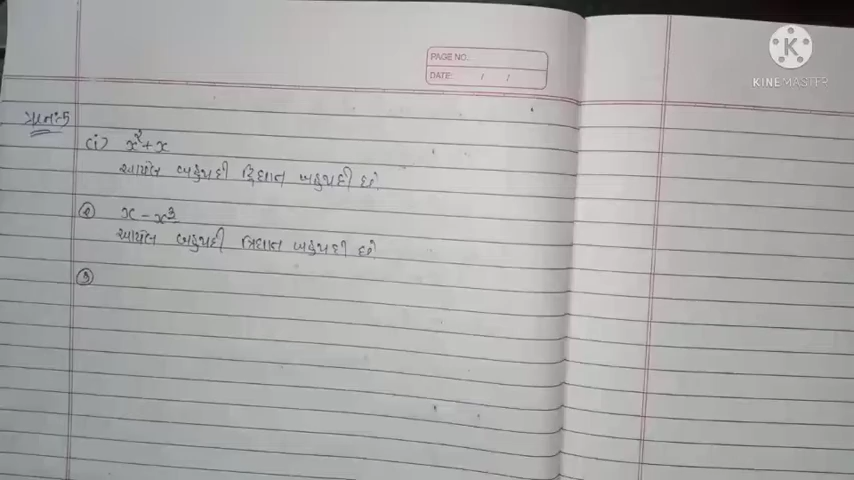 PAGE NO.:
DATE: / /
K
KINEMASTER
પ્રશ્ન:-5
(i) x²+x
આપેલ બહુપદી દ્વિઘાત બહુપદી છે.
② x - x³
આપેલ બહુપદી ત્રિઘાત બહુપદી છે
③